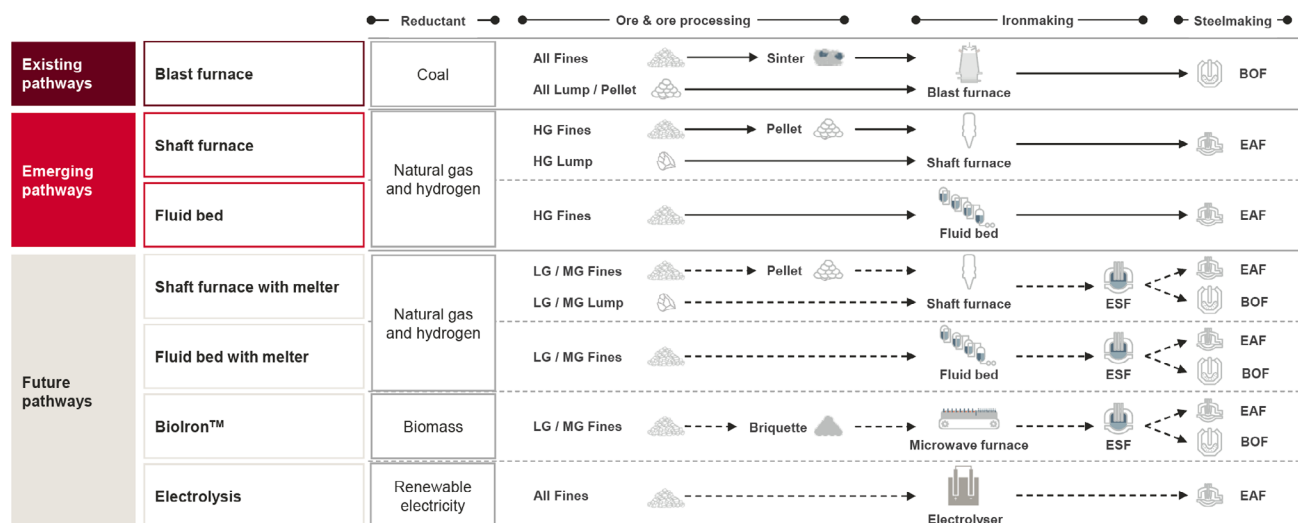 Reductant
Ore & ore processing
Ironmaking
Steelmaking
Existing
pathways
Blast furnace
Coal
All Fines
Sinter
All Lump / Pellet
Blast furnace
BOF
Emerging
pathways
Shaft furnace
Natural gas
and hydrogen
HG Fines
Pellet
HG Lump
Shaft furnace
EAF
Fluid bed
HG Fines
Fluid bed
EAF
Future
pathways
Shaft furnace with melter
Natural gas
and hydrogen
LG / MG Fines
Pellet
LG / MG Lump
Shaft furnace
ESF
EAF
BOF
Fluid bed with melter
LG / MG Fines
Fluid bed
ESF
EAF
BOF
BioIron™
Biomass
LG / MG Fines
Briquette
Microwave furnace
ESF
EAF
BOF
Electrolysis
Renewable
electricity
All Fines
Electrolyser
EAF